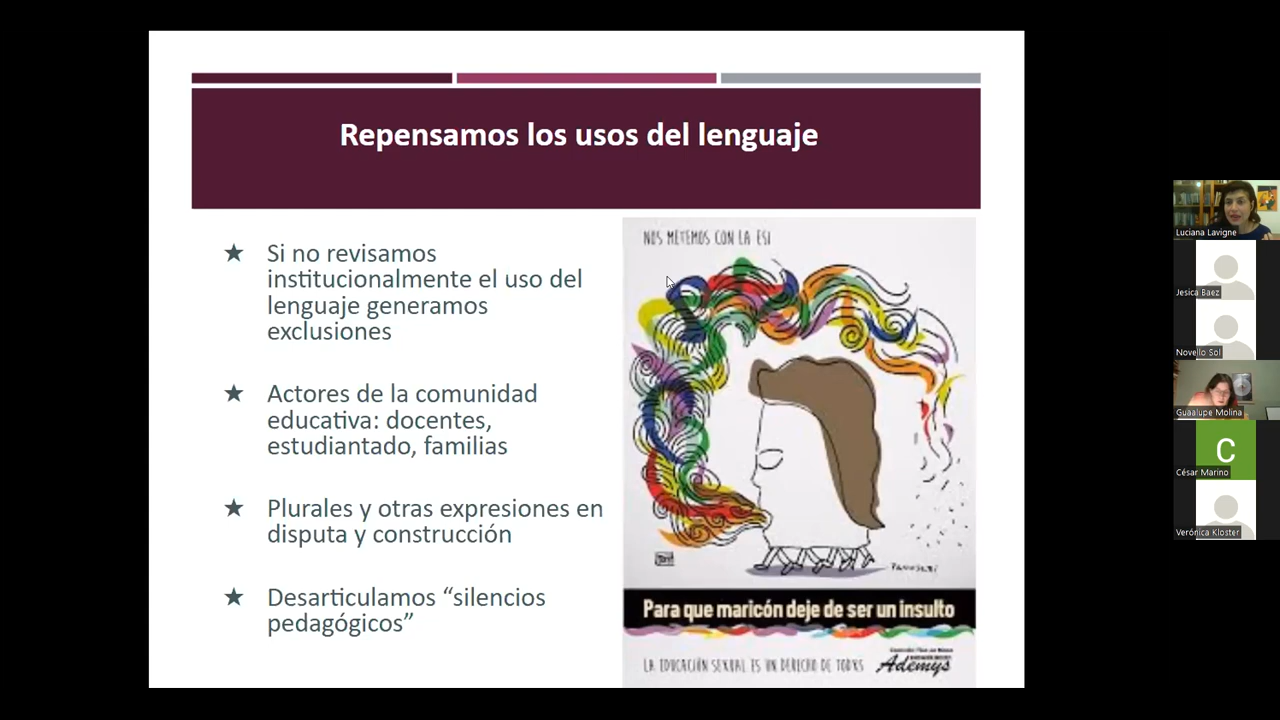 Repensamos los usos del lenguaje
★ Si no revisamos
institucionalmente el uso del
lenguaje generamos
exclusiones
★ Actores de la comunidad
educativa: docentes,
estudiantado, familias
★ Plurales y otras expresiones en
disputa y construcción
★ Desarticulamos “silencios
pedagógicos”
NOS METEMOS CON LA ESI
Para que maricón deje de ser un insulto
LA EDUCACIÓN SEXUAL ES UN DERECHO DE TODXS
Ademys
Luciana Lavigne
Jesica Baez
Novello Sol
Guaalupe Molina
C
César Marino
Verónica Kloster